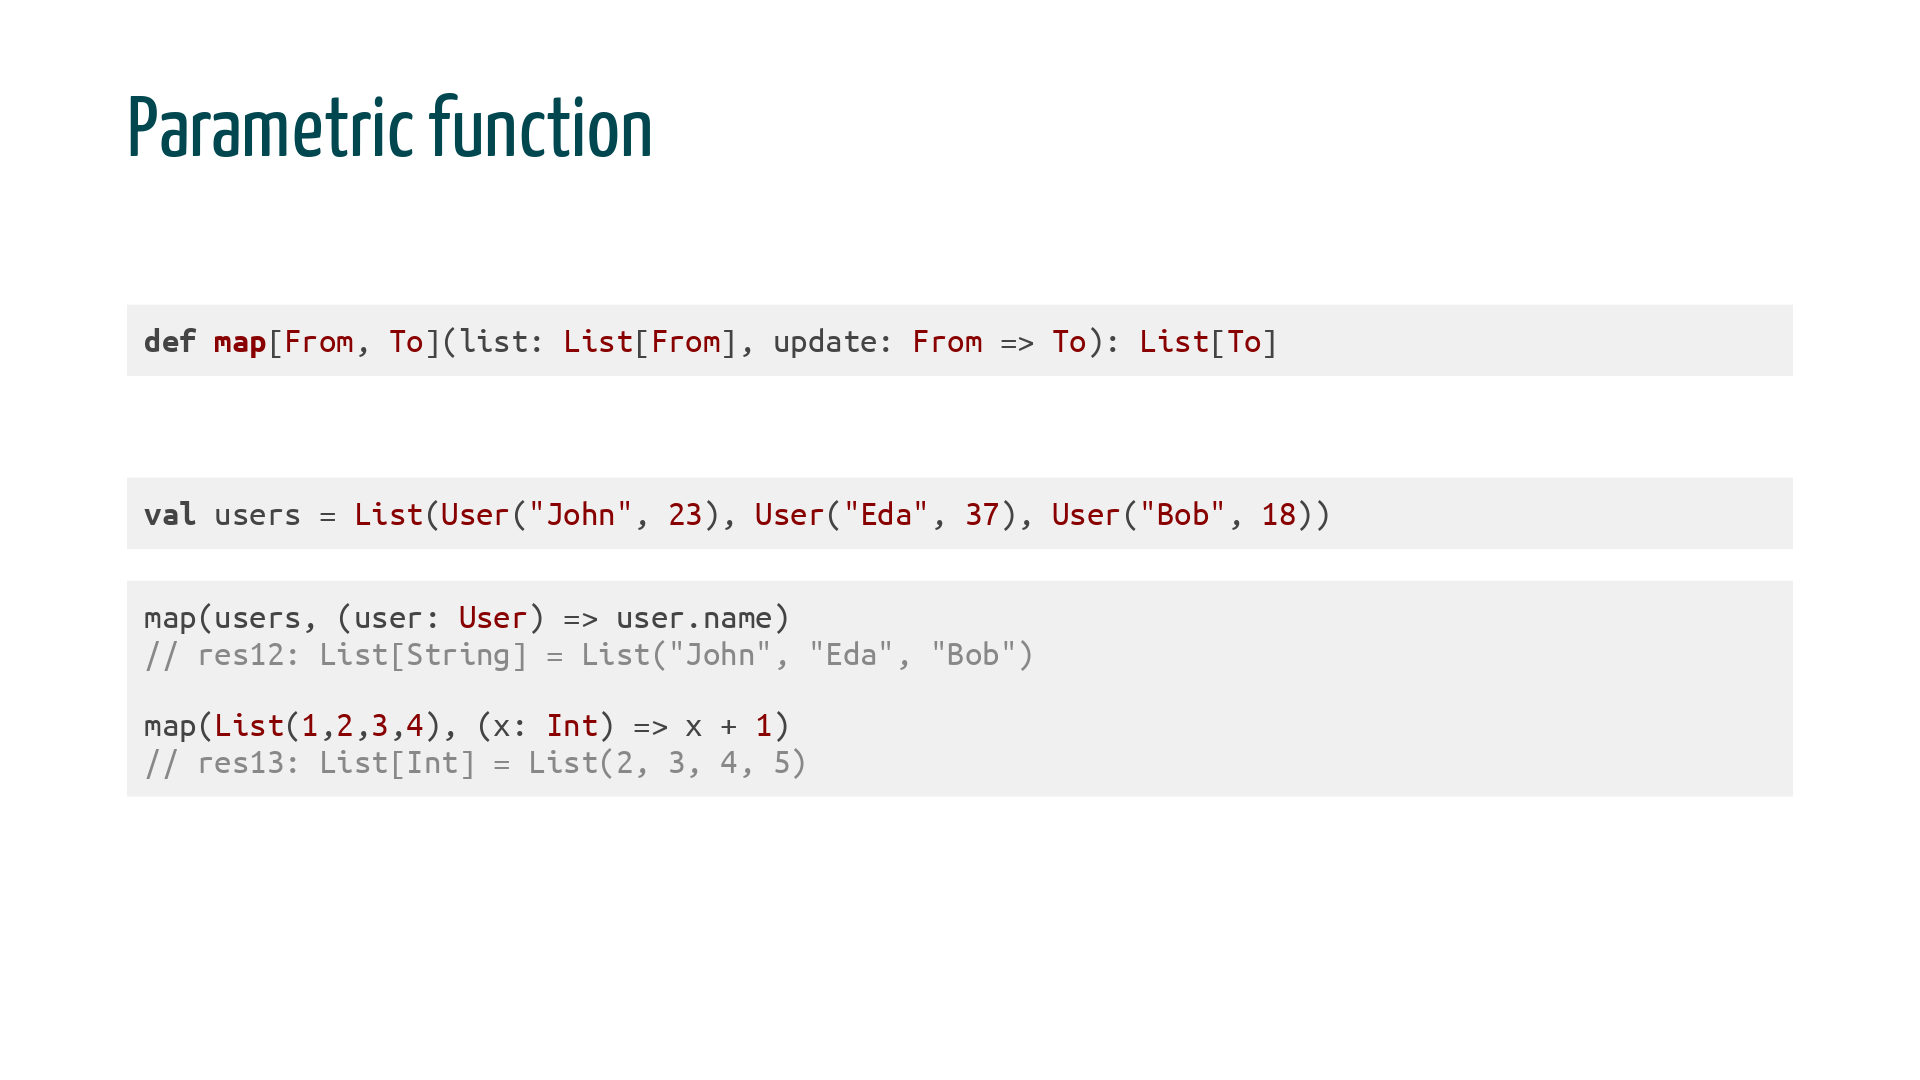 Parametric function
def map[From, To](list: List[From], update: From => To): List[To]
val users = List(User("John", 23), User("Eda", 37), User("Bob", 18))
map(users, (user: User) => user.name)
// res12: List[String] = List("John", "Eda", "Bob")
map(List(1,2,3,4), (x: Int) => x + 1)
// res13: List[Int] = List(2, 3, 4, 5)